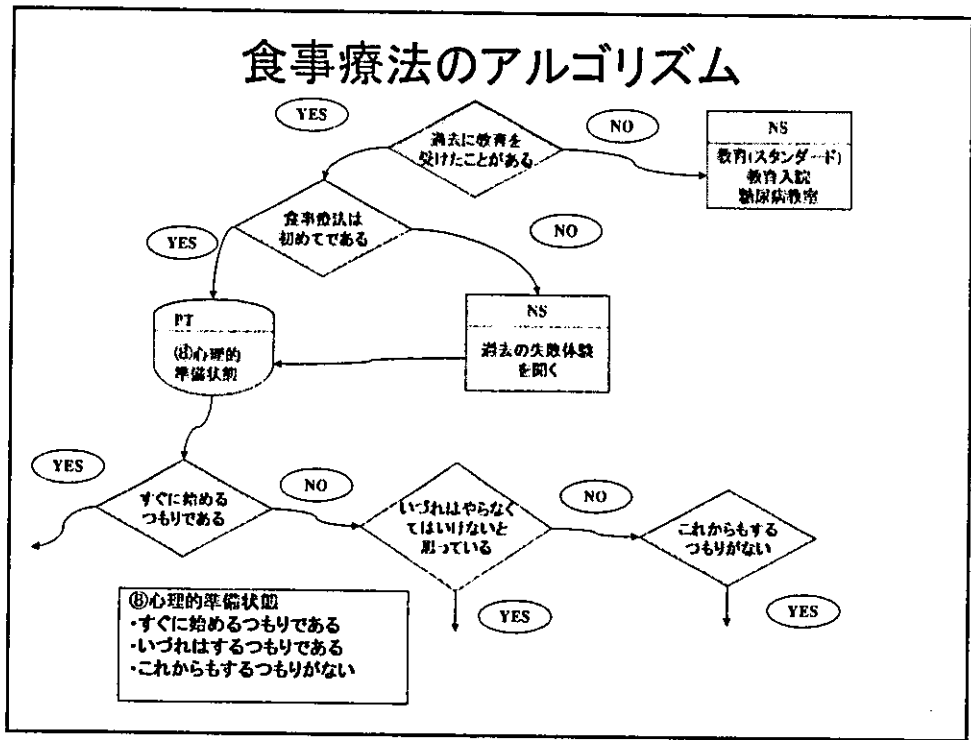 食事療法のアルゴリズム
YES
過去に教育を
受けたことがある
NO
NS
教育(スタンダード)
教育入院
糖尿病教室
YES
食事療法は
初めてである
NO
PT
⑧心理的
準備状態
NS
過去の失敗体験
を聞く
YES
すぐに始める
つもりである
NO
いづれはやらなく
てはいけないと
思っている
NO
これからもする
つもりがない
YES
YES
⑧心理的準備状態
・すぐに始めるつもりである
・いづれはするつもりである
・これからもするつもりがない